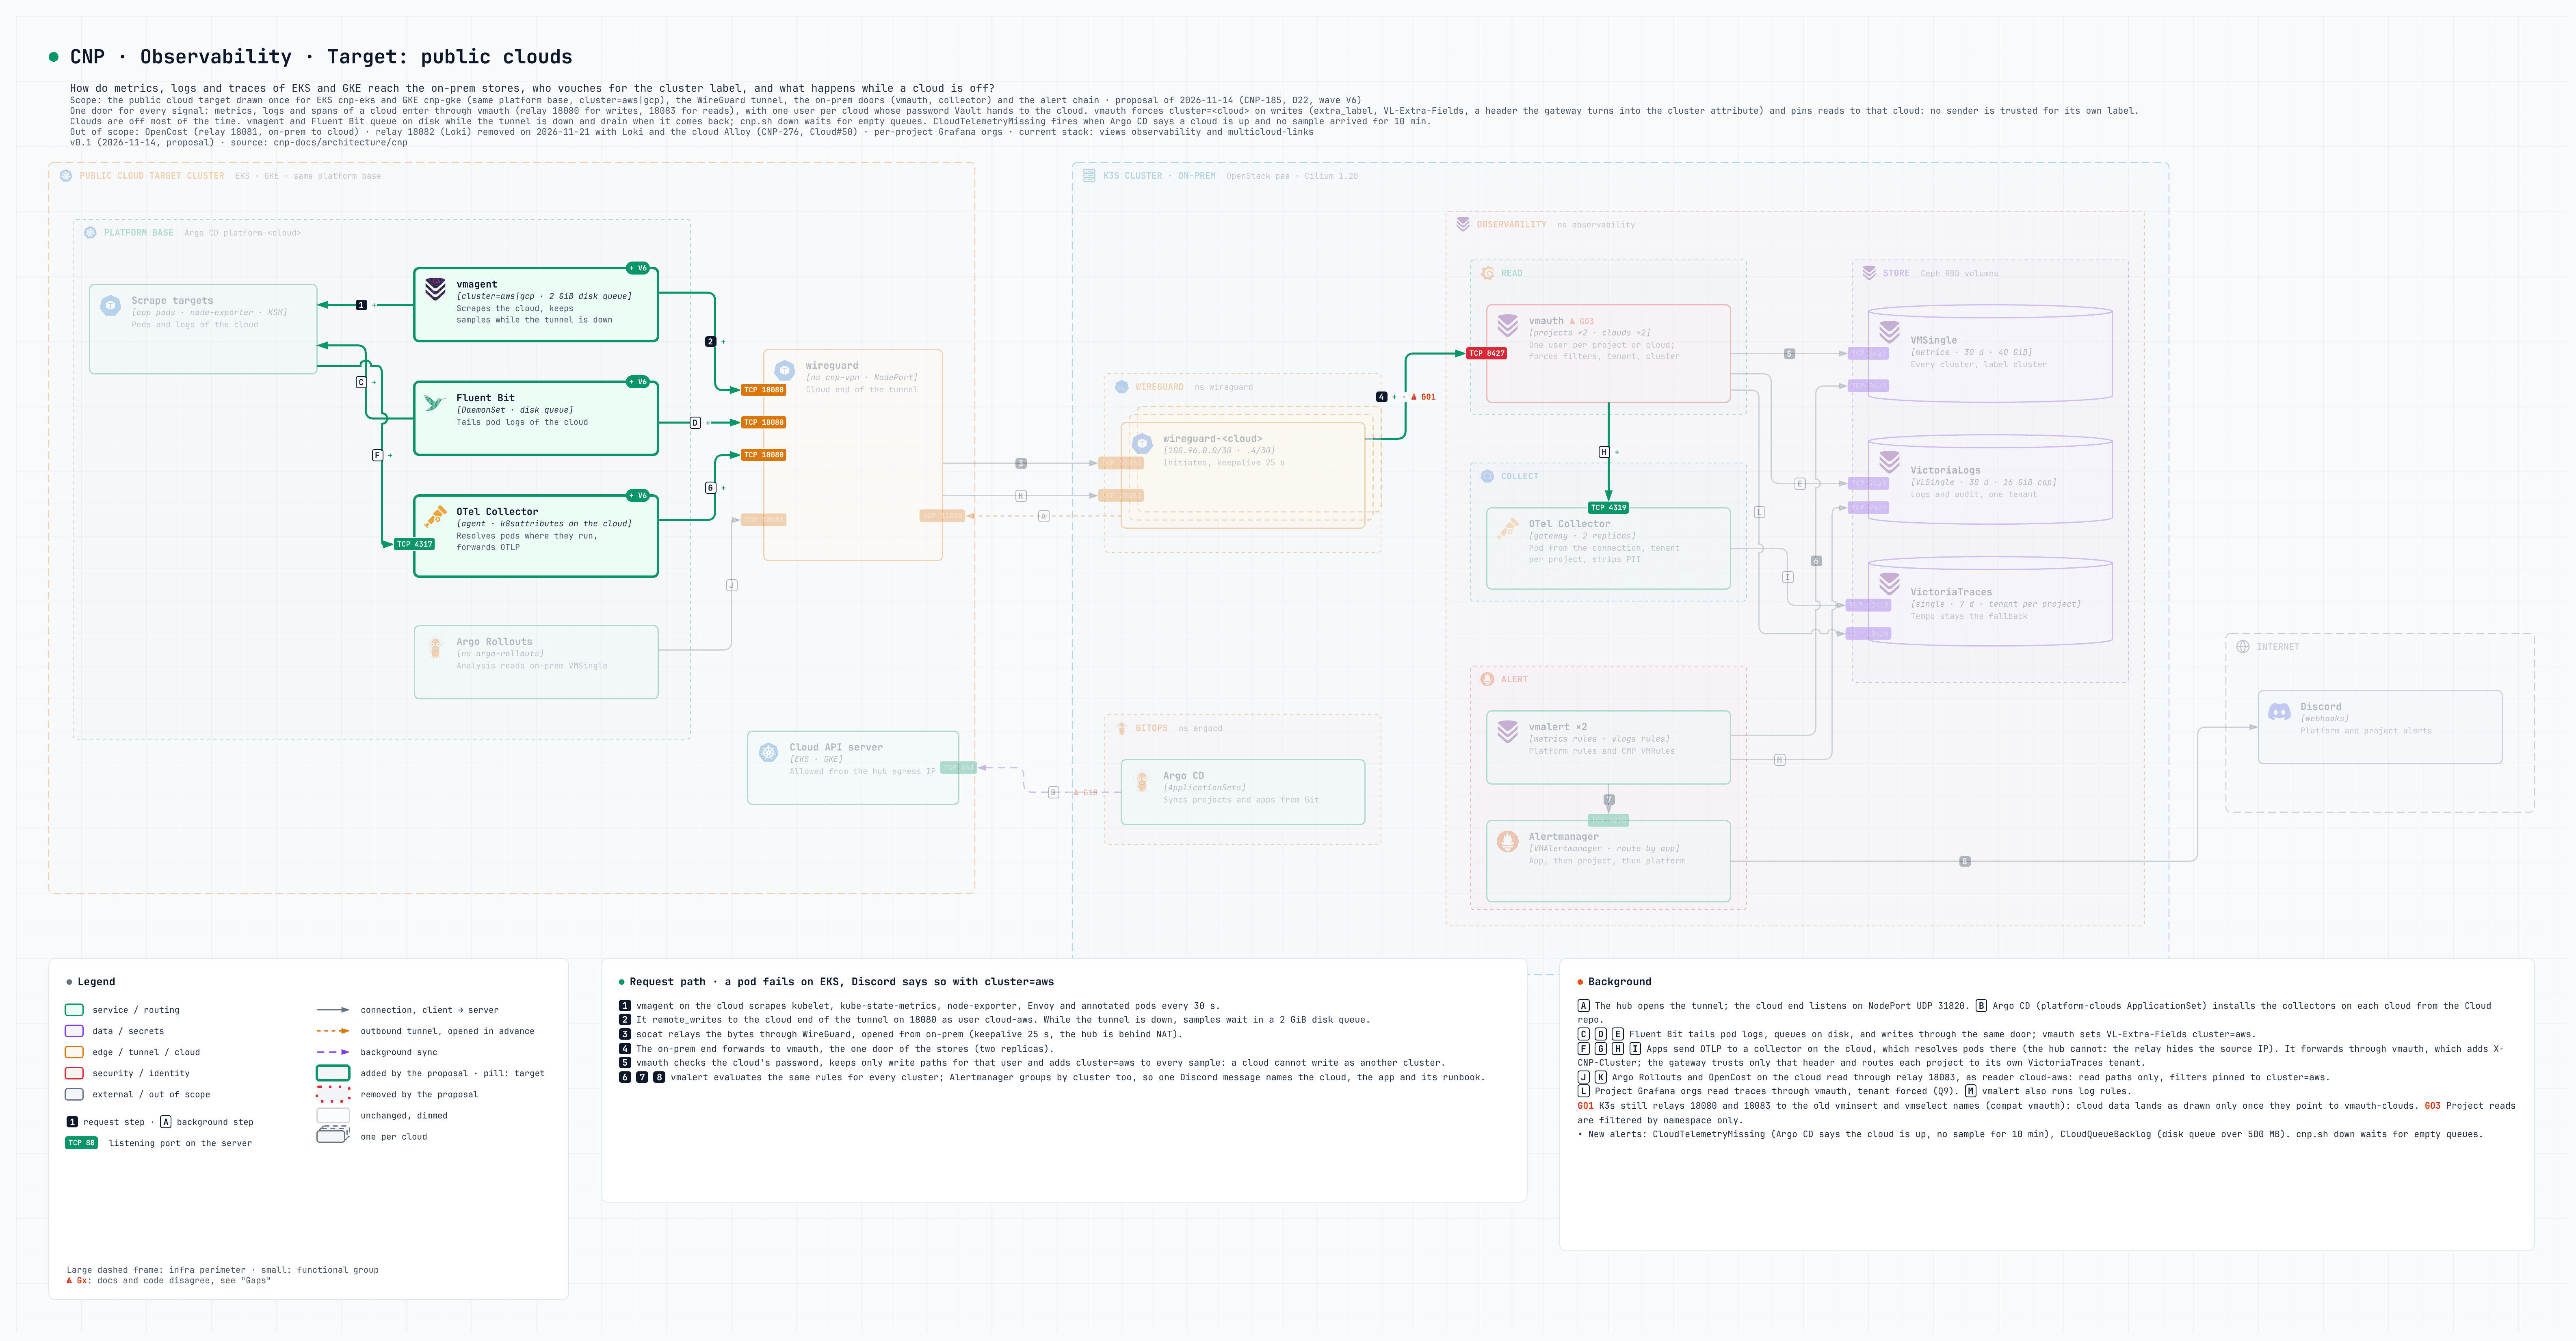 CNP · Observability · Target: public clouds
How do metrics, logs and traces of EKS and GKE reach the on-prem stores, who vouches for the cluster label, and what happens while a cloud is off?
Scope: the public cloud target drawn once for EKS cnp-eks and GKE cnp-gke (same platform base, cluster=aws|gcp), the WireGuard tunnel, the on-prem doors (vmauth, collector) and the alert chain · proposal of 2026-11-14 (CNP-185, D22, wave V6)
One door for every signal: metrics, logs and spans of a cloud enter through vmauth (relay 18080 for writes, 18083 for reads), with one user per cloud whose password Vault hands to the cloud. vmauth forces cluster=<cloud> on writes (extra_label, VL-Extra-Fields, a header the gateway turns into the cluster attribute) and pins reads to that cloud: no sender is trusted for its own label.
Clouds are off most of the time. vmagent and Fluent Bit queue on disk while the tunnel is down and drain when it comes back; cnp.sh down waits for empty queues. CloudTelemetryMissing fires when Argo CD says a cloud is up and no sample arrived for 10 min.
Out of scope: OpenCost (relay 18081, on-prem to cloud) · relay 18082 (Loki) removed on 2026-11-21 with Loki and the cloud Alloy (CNP-276, Cloud#50) · per-project Grafana orgs · current stack: views observability and multicloud-links
v0.1 (2026-11-14, proposal) · source: cnp-docs/architecture/cnp
PUBLIC CLOUD TARGET CLUSTER EKS · GKE · same platform base
PLATFORM BASE Argo CD platform-<cloud>
Scrape targets
[app pods · node-exporter · KSM]
Pods and logs of the cloud
1 +
C +
F +
+ V6
vmagent
[cluster=aws|gcp · 2 GiB disk queue]
Scrapes the cloud, keeps
samples while the tunnel is down
+ V6
Fluent Bit
[DaemonSet · disk queue]
Tails pod logs of the cloud
+ V6
OTel Collector
[agent · k8sattributes on the cloud]
Resolves pods where they run,
forwards OTLP
TCP 4317
Argo Rollouts
[ns argo-rollouts]
Analysis reads on-prem VMSingle
2 +
D +
G +
J
TCP 18080
TCP 18080
TCP 18080
wireguard
[ns cnp-vpn · NodePort]
Cloud end of the tunnel
Cloud API server
[EKS · GKE]
Allowed from the hub egress IP
3
K
A
B
G18
K3S CLUSTER · ON-PREM OpenStack pae · Cilium 1.20
WIREGUARD ns wireguard
wireguard-<cloud>
[100.96.0.0/30 · .4/30]
Initiates, keepalive 25 s
4 + · G01
GITOPS ns argocd
Argo CD
[ApplicationSets]
Syncs projects and apps from Git
OBSERVABILITY ns observability
READ
vmauth G03
[projects ×2 · clouds ×2]
One user per project or cloud;
forces filters, tenant, cluster
TCP 8427
H +
COLLECT
TCP 4319
OTel Collector
[gateway · 2 replicas]
Pod from the connection, tenant
per project, strips PII
ALERT
vmalert ×2
[metrics rules · vlogs rules]
Platform rules and CMP VMRules
7
Alertmanager
[VMAlertmanager · route by app]
App, then project, then platform
5
E
L
6
I
M
8
STORE Ceph RBD volumes
VMSingle
[metrics · 30 d · 40 GiB]
Every cluster, label cluster
VictoriaLogs
[VLSingle · 30 d · 16 GiB cap]
Logs and audit, one tenant
VictoriaTraces
[single · 7 d · tenant per project]
Tempo stays the fallback
INTERNET
Discord
[webhooks]
Platform and project alerts
Legend
service / routing
data / secrets
edge / tunnel / cloud
security / identity
external / out of scope
1 request step · A background step
TCP 80 listening port on the server
connection, client → server
outbound tunnel, opened in advance
background sync
added by the proposal · pill: target
removed by the proposal
unchanged, dimmed
one per cloud
Large dashed frame: infra perimeter · small: functional group
Gx: docs and code disagree, see "Gaps"
Request path · a pod fails on EKS, Discord says so with cluster=aws
1 vmagent on the cloud scrapes kubelet, kube-state-metrics, node-exporter, Envoy and annotated pods every 30 s.
2 It remote_writes to the cloud end of the tunnel on 18080 as user cloud-aws. While the tunnel is down, samples wait in a 2 GiB disk queue.
3 socat relays the bytes through WireGuard, opened from on-prem (keepalive 25 s, the hub is behind NAT).
4 The on-prem end forwards to vmauth, the one door of the stores (two replicas).
5 vmauth checks the cloud's password, keeps only write paths for that user and adds cluster=aws to every sample: a cloud cannot write as another cluster.
6 7 8 vmalert evaluates the same rules for every cluster; Alertmanager groups by cluster too, so one Discord message names the cloud, the app and its runbook.
Background
A The hub opens the tunnel; the cloud end listens on NodePort UDP 31820. B Argo CD (platform-clouds ApplicationSet) installs the collectors on each cloud from the Cloud
repo.
C D E Fluent Bit tails pod logs, queues on disk, and writes through the same door; vmauth sets VL-Extra-Fields cluster=aws.
F G H I Apps send OTLP to a collector on the cloud, which resolves pods there (the hub cannot: the relay hides the source IP). It forwards through vmauth, which adds X-
CNP-Cluster; the gateway trusts only that header and routes each project to its own VictoriaTraces tenant.
J K Argo Rollouts and OpenCost on the cloud read through relay 18083, as reader cloud-aws: read paths only, filters pinned to cluster=aws.
L Project Grafana orgs read traces through vmauth, tenant forced (Q9). M vmalert also runs log rules.
G01 K3s still relays 18080 and 18083 to the old vminsert and vmselect names (compat vmauth): cloud data lands as drawn only once they point to vmauth-clouds. G03 Project reads
are filtered by namespace only.
• New alerts: CloudTelemetryMissing (Argo CD says the cloud is up, no sample for 10 min), CloudQueueBacklog (disk queue over 500 MB). cnp.sh down waits for empty queues.